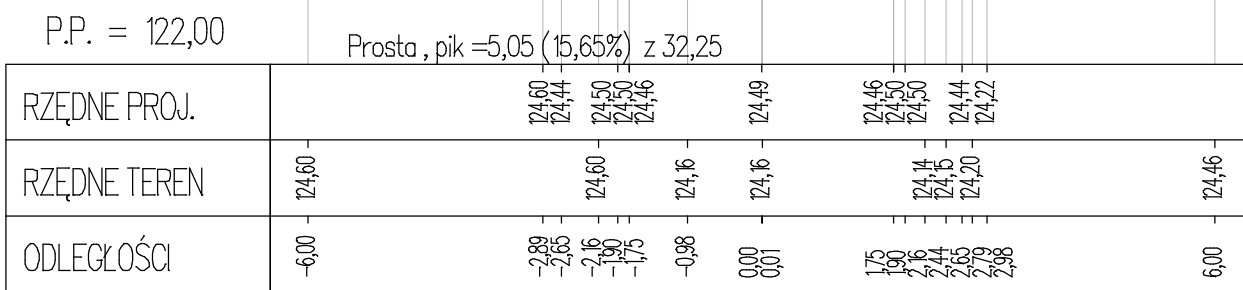 P.P. = 122,00
Prosta , pik =5,05 (15,65%) z 32,25
RZĘDNE PROJ. 124,60 124,44 124,50 124,50 124,46 124,49 124,46 124,50 124,50 124,44 124,22
RZĘDNE TEREN 124,60 124,60 124,16 124,16 124,14 124,15 124,20 124,46
ODLEGŁOŚCI -6,00 -2,89 -2,65 -2,16 -1,90 -1,75 -0,98 0,00 0,01 1,75 1,90 2,16 2,44 2,65 2,79 2,98 6,00